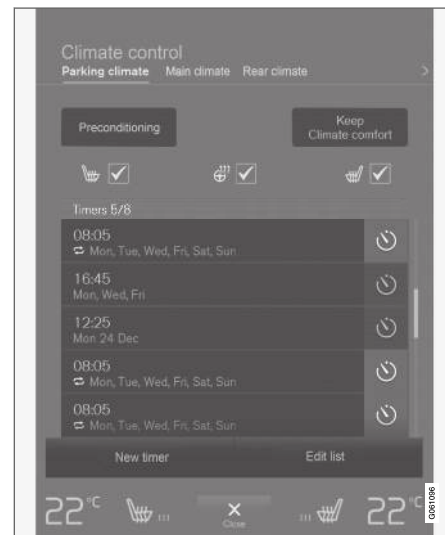 Climate control
Parking climate Main climate Rear climate
Preconditioning
Keep
Climate comfort
Timers 5/8
08:05
Mon, Tue, Wed, Fri, Sat, Sun
16:45
Mon, Wed, Fri
12:25
Mon 24 Dec
08:05
Mon, Tue, Wed, Fri, Sat, Sun
08:05
Mon, Tue, Wed, Fri, Sat, Sun
New timer Edit list
22°C Close 22°C
G061096